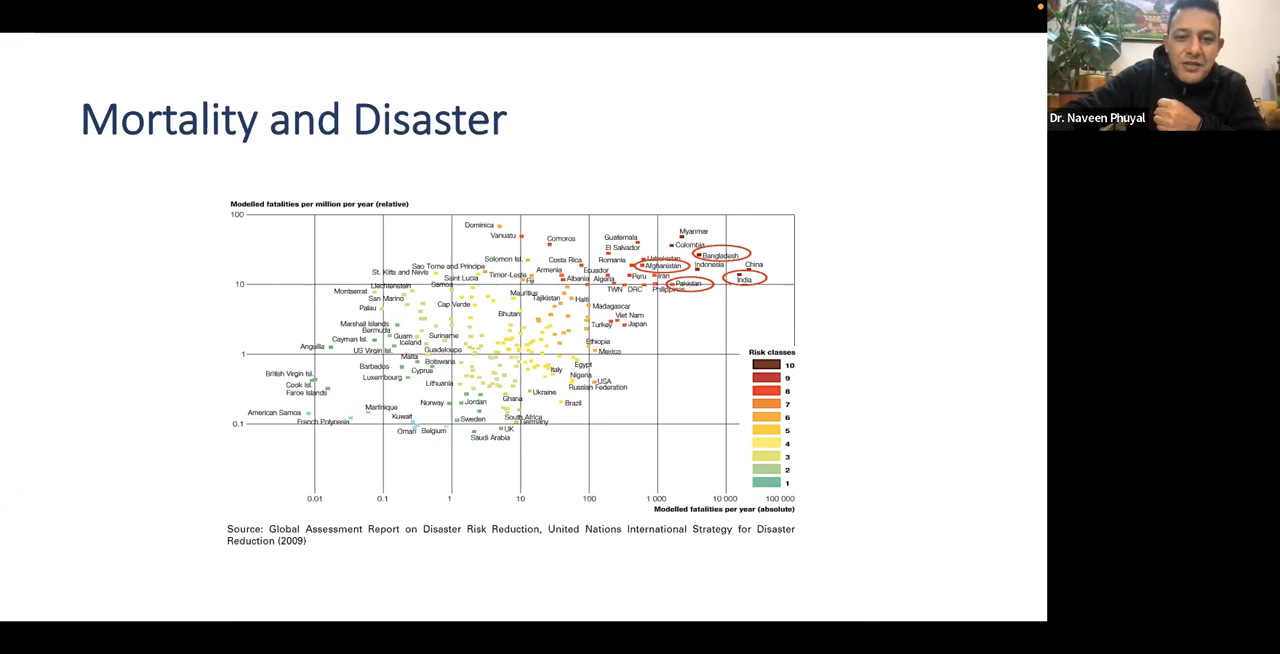 Mortality and Disaster
Dr. Naveen Phuyal
Modelled fatalities per million per year (relative)
100
Dominica
Vanuatu
Comoros
Guatemala
Myanmar
El Salvador
Colombia
Solomon Isl.
Costa Rica
Romania
Uzbekistan
Bangladesh
Sao Tome and Principe
Afghanistan
Indonesia
China
St. Kitts and Nevis
Saint Lucia
Timor-Leste
Armenia
Ecuador
Fiji
Albania
Algeria
Peru
Iran
India
10
Liechtenstein
Samoa
TWN
DRC
Philippines
Pakistan
Montserrat
San Marino
Mauritius
Tajikistan
Haiti
Palau
Cap Verde
Madagascar
Bhutan
Viet Nam
Marshall Islands
Turkey
Japan
Bermuda
Cayman Isl.
Guam
Suriname
Iceland
Ethiopia
Anguilla
US Virgin Isl.
Guadeloupe
Mexico
1
Malta
Botswana
Egypt
Barbados
Cyprus
Italy
British Virgin Isl.
Luxembourg
Nigeria
Cook Isl.
Lithuania
USA
Russian Federation
Faroe Islands
Ukraine
Norway
Jordan
Ghana
Brazil
American Samoa
Martinique
French Polynesia
Kuwait
Sweden
South Africa
Germany
0.1
Oman
Belgium
UK
Saudi Arabia
Risk classes
10
9
8
7
6
5
4
3
2
1
0.01
0.1
1
10
100
1 000
10 000
100 000
Modelled fatalities per year (absolute)
Source: Global Assessment Report on Disaster Risk Reduction, United Nations International Strategy for Disaster
Reduction (2009)